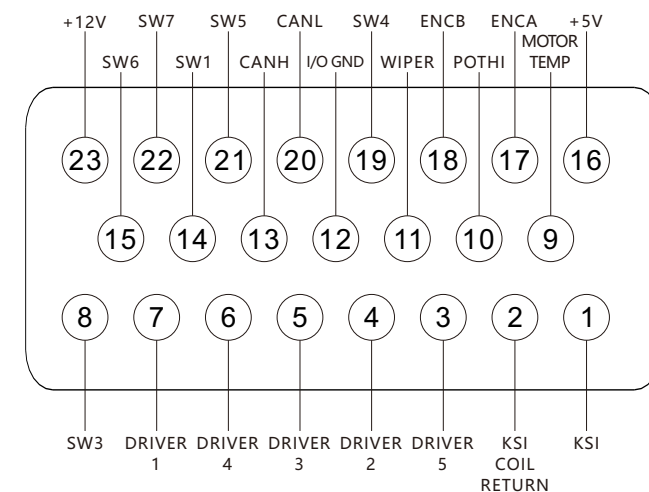 +12V SW7 SW5 CANL SW4 ENCB ENCA +5V
MOTOR
SW6 SW1 CANH I/O GND WIPER POTHI TEMP
23 22 21 20 19 18 17 16
15 14 13 12 11 10 9
8 7 6 5 4 3 2 1
SW3 DRIVER DRIVER DRIVER DRIVER DRIVER KSI KSI
1 4 3 2 5 COIL
RETURN